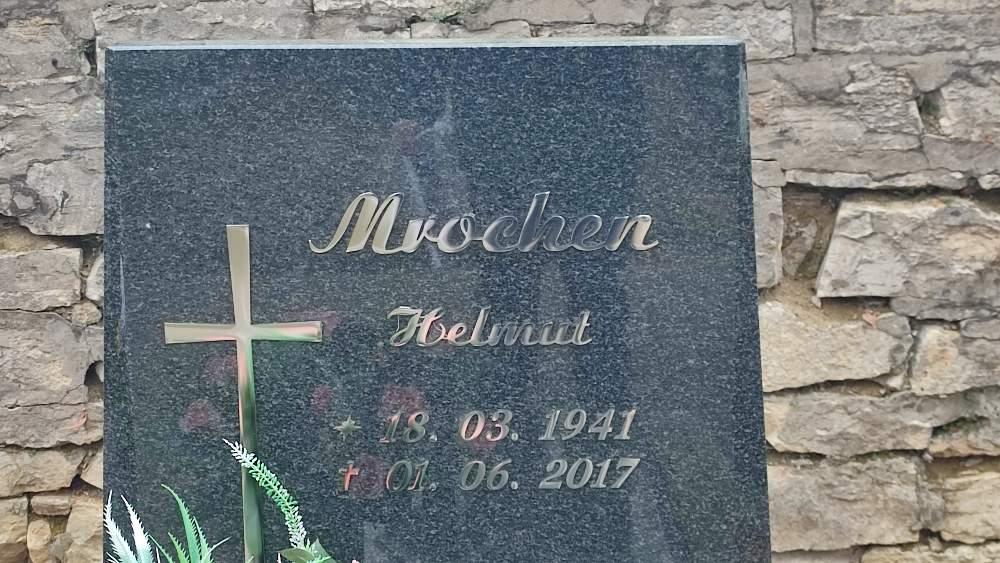 Mrochen
Helmut
* 18. 03. 1941
† 01. 06. 2017